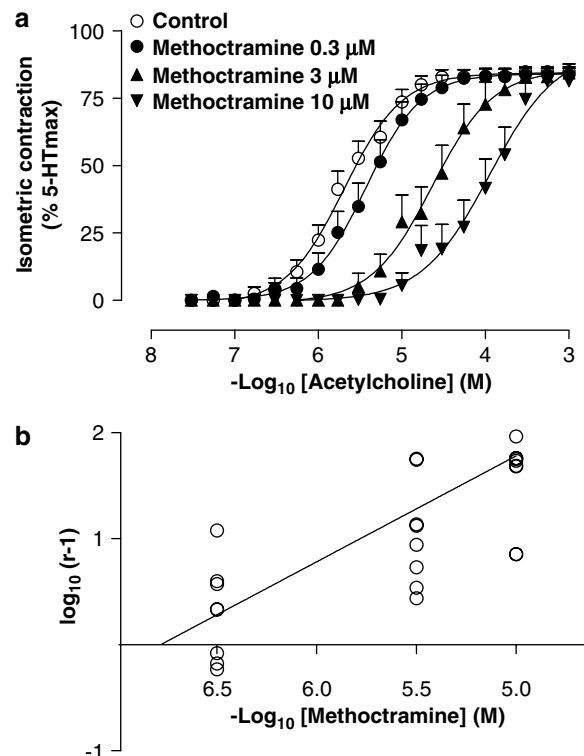 a
Control
Methoctramine 0.3 μM
Methoctramine 3 μM
Methoctramine 10 μM
Isometric contraction
(% 5-HTmax)
100
75
50
25
0
8 7 6 5 4 3
-Log10 [Acetylcholine] (M)
b
log10 (r-1)
2
1
-1
6.5 6.0 5.5 5.0
-Log10 [Methoctramine] (M)